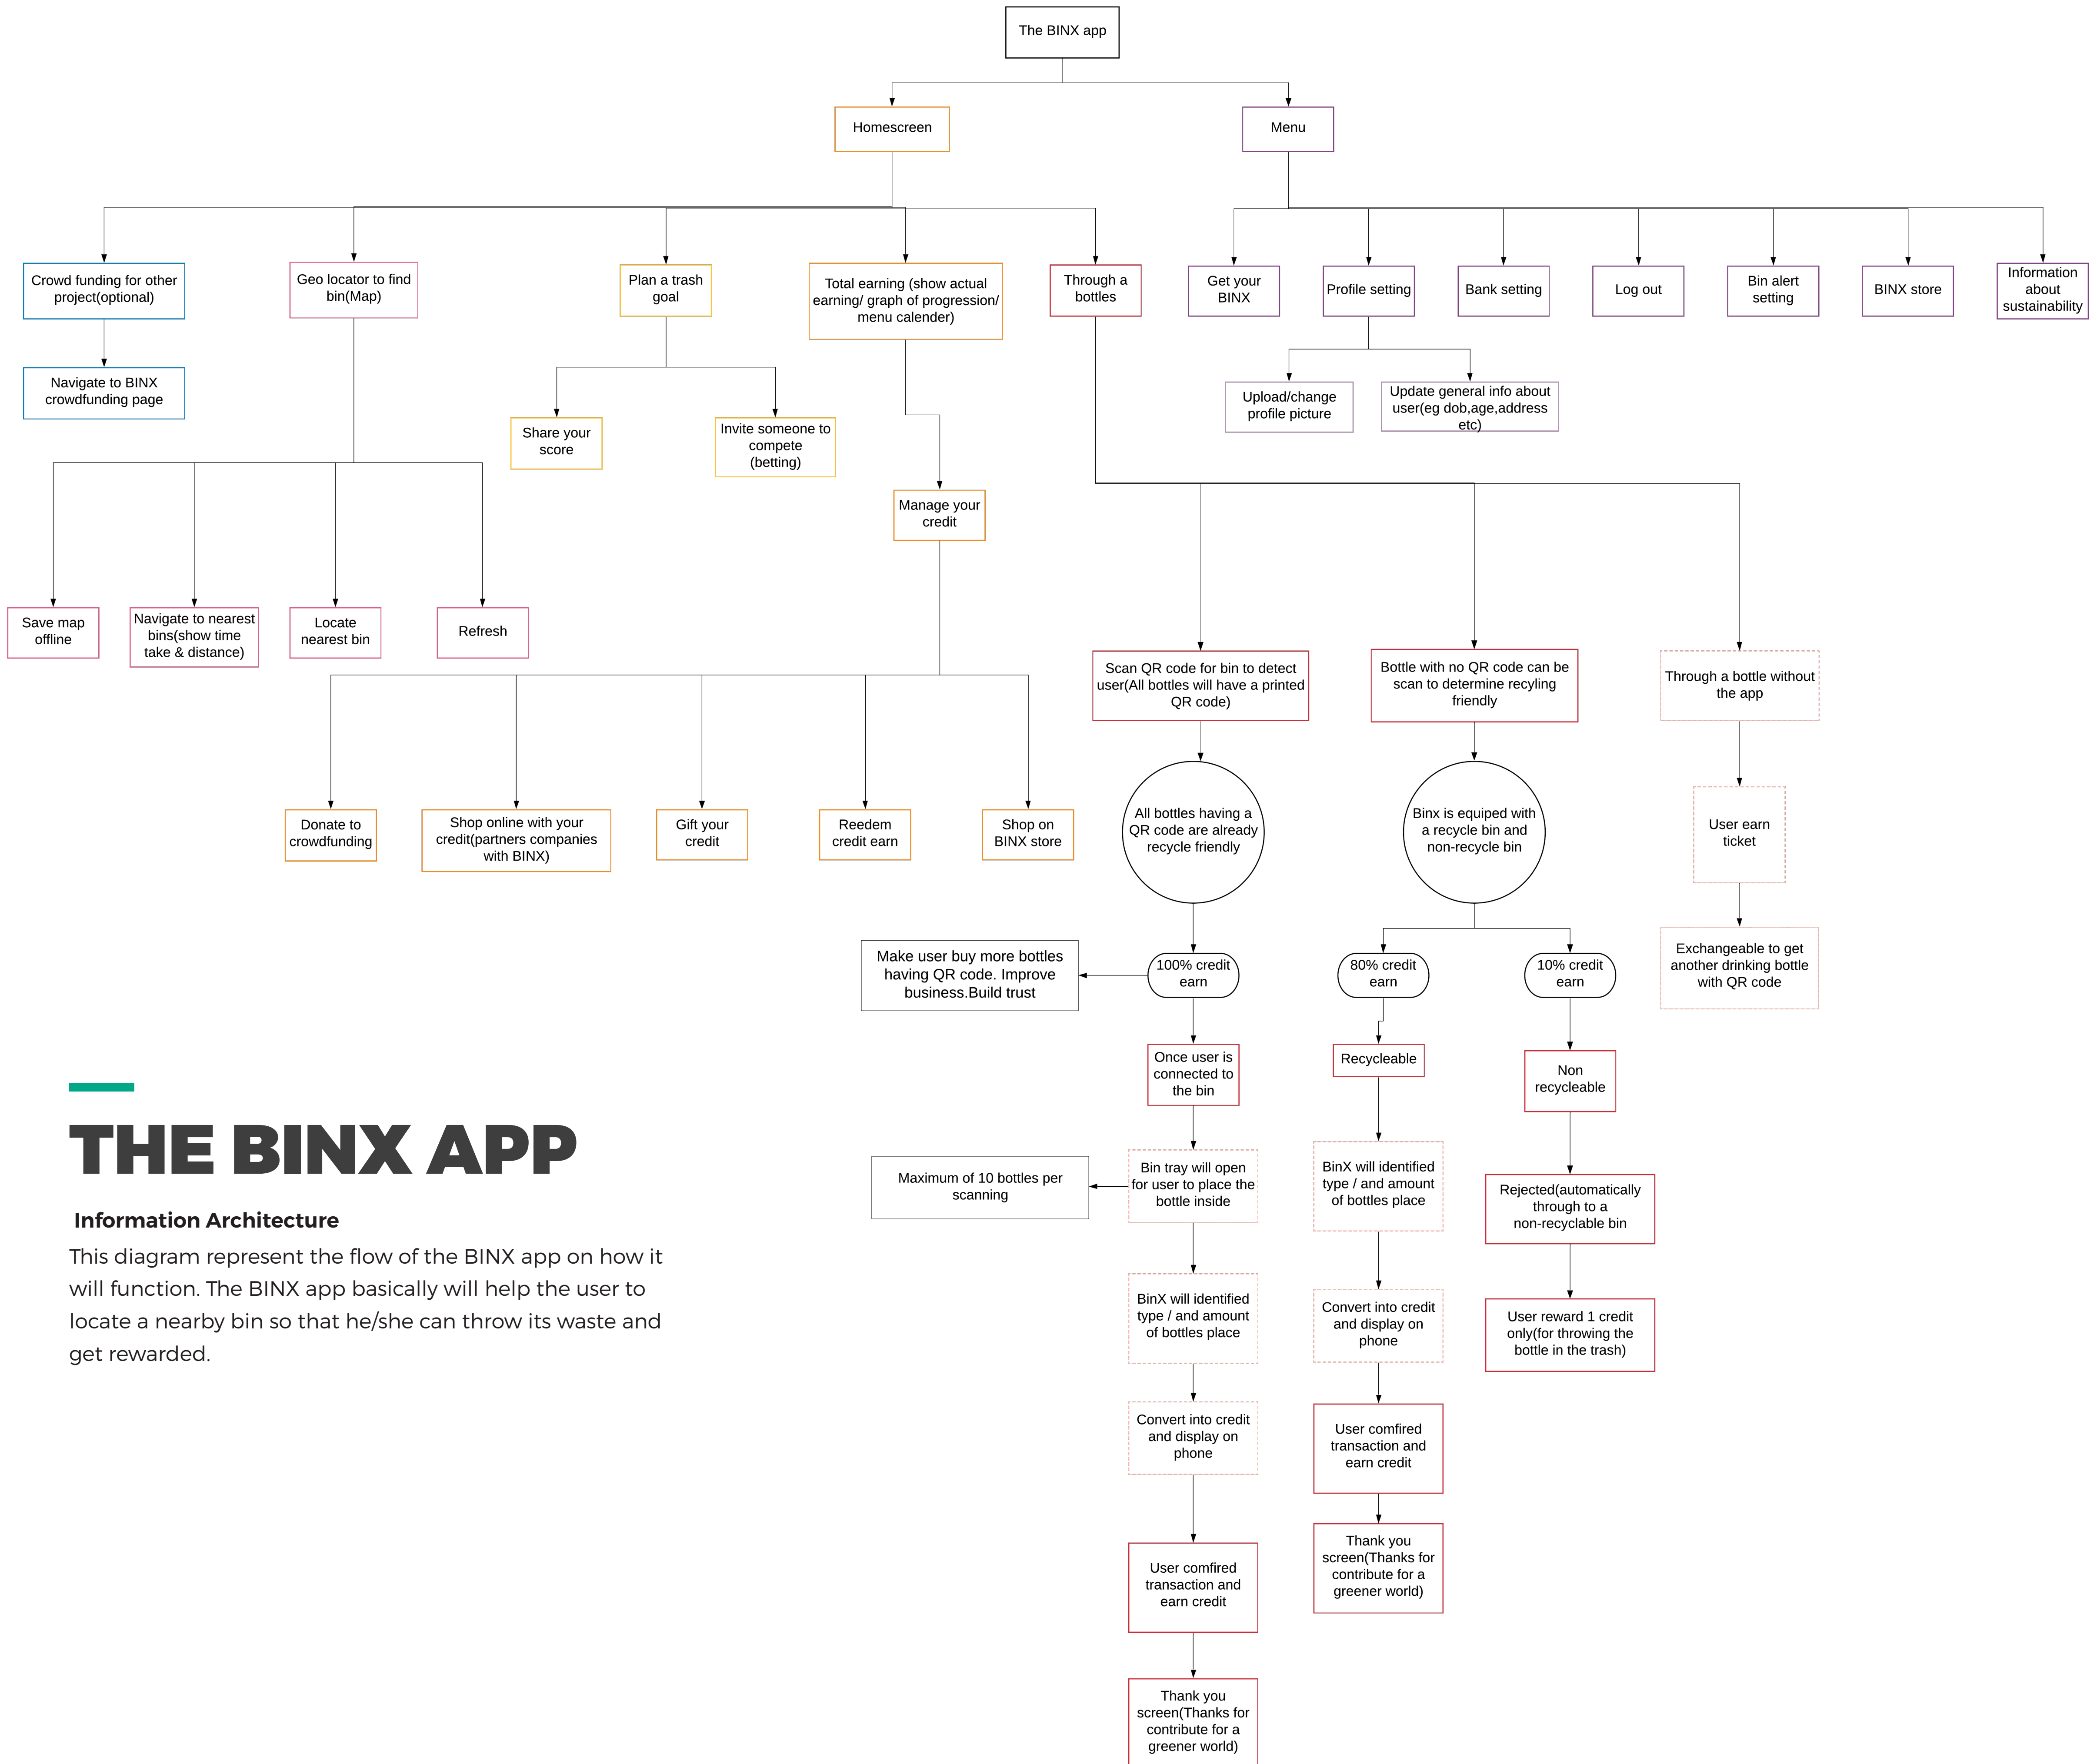 The BINX app
Homescreen
Menu
Crowd funding for other
project(optional)
Geo locator to find
bin(Map)
Plan a trash
goal
Total earning (show actual
earning/ graph of progression/
menu calender)
Through a
bottles
Get your
BINX
Profile setting
Bank setting
Log out
Bin alert
setting
BINX store
Information
about
sustainability
Navigate to BINX
crowdfunding page
Share your
score
Invite someone to
compete
(betting)
Upload/change
profile picture
Update general info about
user(eg dob,age,address
etc)
Manage your
credit
Save map
offline
Navigate to nearest
bins(show time
take & distance)
Locate
nearest bin
Refresh
Scan QR code for bin to detect
user(All bottles will have a printed
QR code)
Bottle with no QR code can be
scan to determine recyling
friendly
Through a bottle without
the app
Donate to
crowdfunding
Shop online with your
credit(partners companies
with BINX)
Gift your
credit
Reedem
credit earn
Shop on
BINX store
All bottles having a
QR code are already
recycle friendly
Binx is equiped with
a recycle bin and
non-recycle bin
User earn
ticket
Make user buy more bottles
having QR code. Improve
business.Build trust
100% credit
earn
80% credit
earn
10% credit
earn
Exchangeable to get
another drinking bottle
with QR code
Once user is
connected to
the bin
Recycleable
Non
recycleable
Maximum of 10 bottles per
scanning
Bin tray will open
for user to place the
bottle inside
BinX will identified
type / and amount
of bottles place
Rejected(automatically
through to a
non-recyclable bin
BinX will identified
type / and amount
of bottles place
Convert into credit
and display on
phone
User reward 1 credit
only(for throwing the
bottle in the trash)
Convert into credit
and display on
phone
User comfired
transaction and
earn credit
User comfired
transaction and
earn credit
Thank you
screen(Thanks for
contribute for a
greener world)
Thank you
screen(Thanks for
contribute for a
greener world)
THE BINX APP
Information Architecture
This diagram represent the flow of the BINX app on how it
will function. The BINX app basically will help the user to
locate a nearby bin so that he/she can throw its waste and
get rewarded.